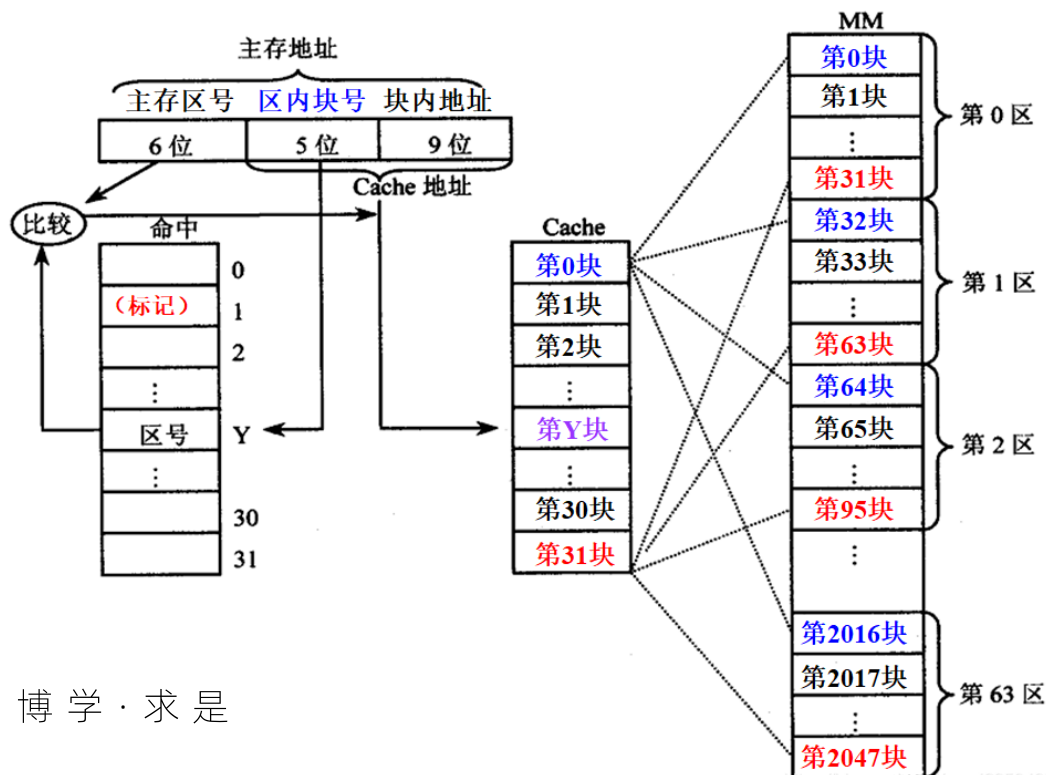 主存地址
主存区号 区内块号 块内地址
6 位 5 位 9 位
Cache 地址
比较
命中
0
(标记) 1
2
⋮
区号 Y
⋮
30
31
Cache
第0块
第1块
第2块
⋮
第Y块
⋮
第30块
第31块
MM
第0块
第1块
⋮
第31块
第 0 区
第32块
第33块
⋮
第63块
第 1 区
第64块
第65块
⋮
第95块
第 2 区
⋮
第2016块
第2017块
⋮
第2047块
第 63 区
博 学 · 求 是